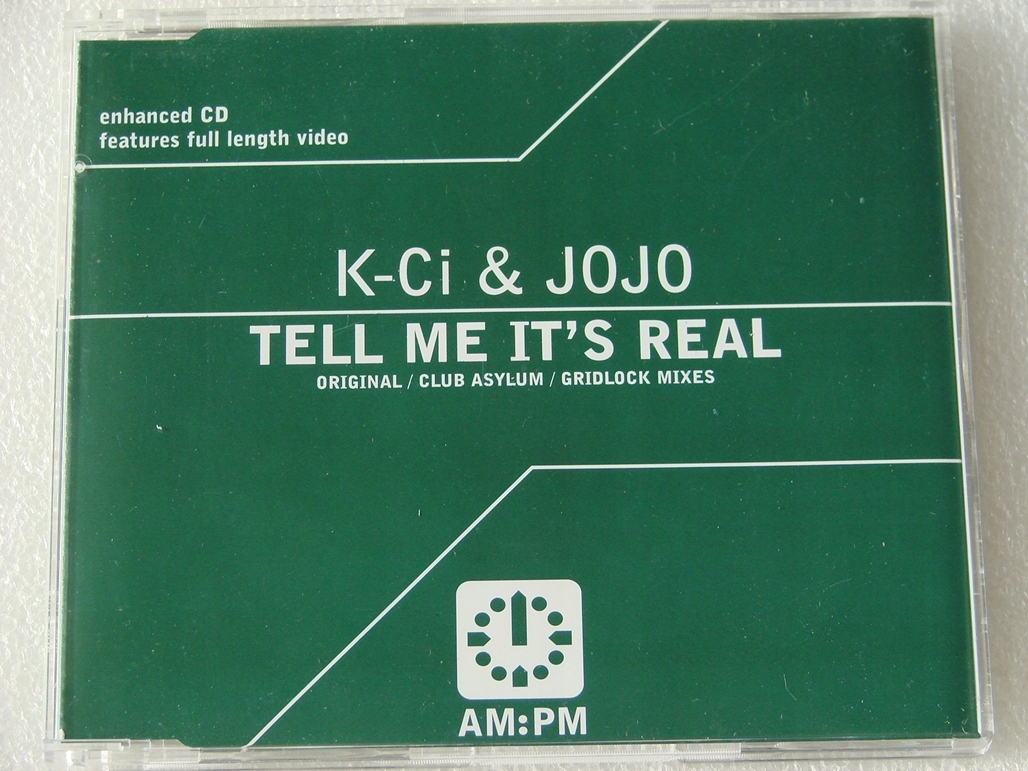 enhanced CD
features full length video
K-Ci & JOJO
TELL ME IT'S REAL
ORIGINAL / CLUB ASYLUM / GRIDLOCK MIXES
AM:PM